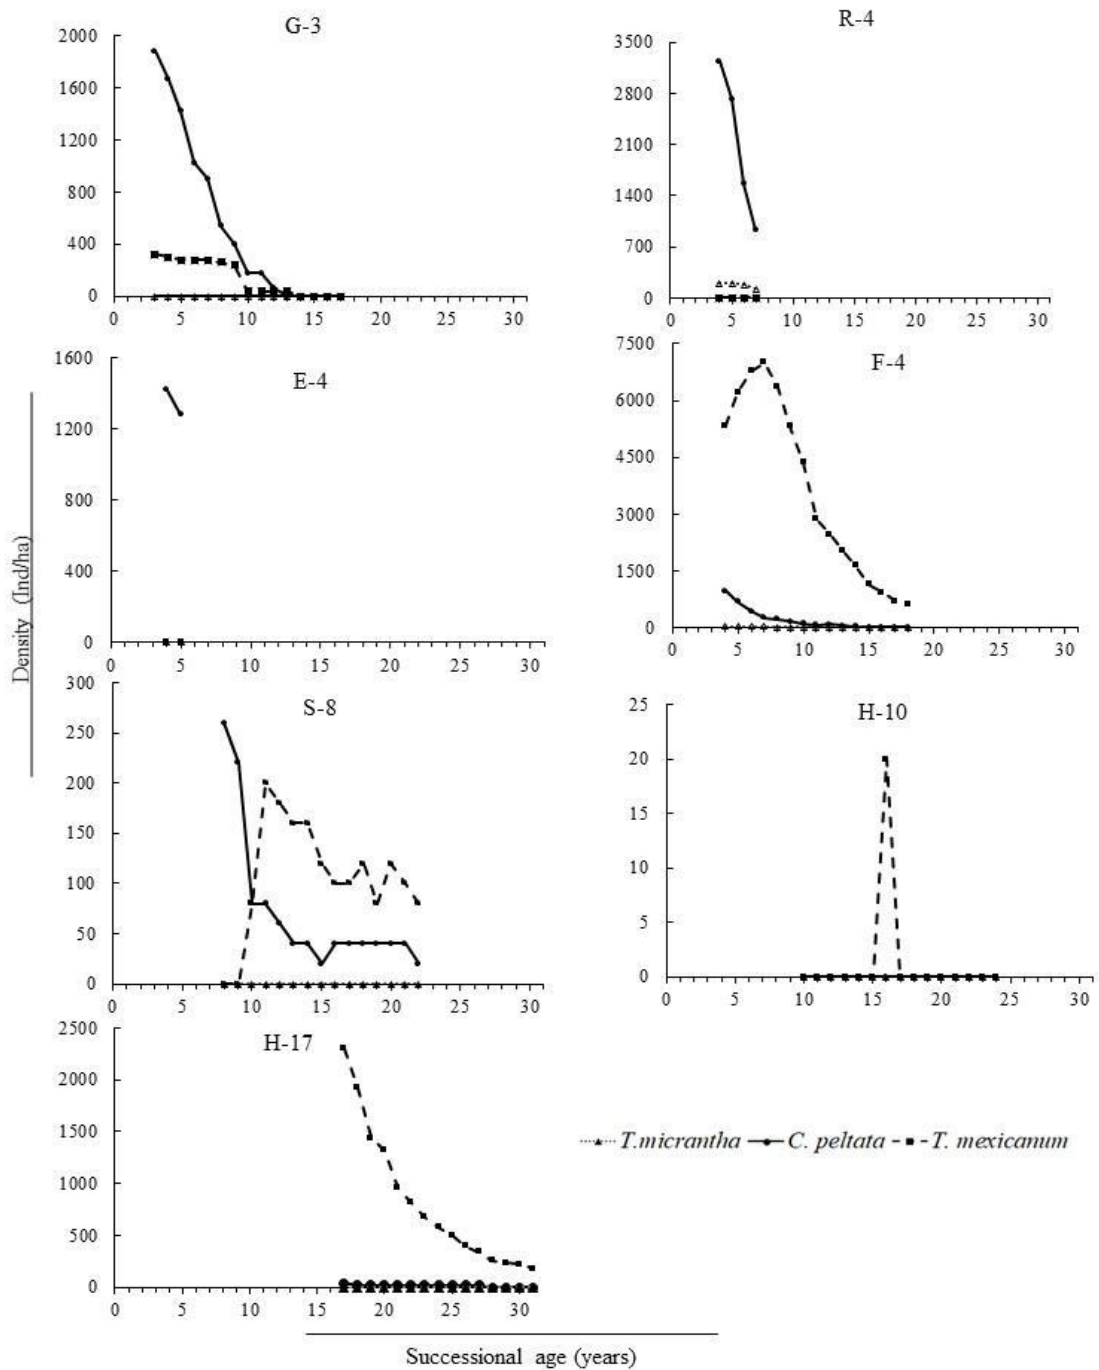 G-3
2000
1600
1200
800
400
0
0 5 10 15 20 25 30
R-4
3500
2800
2100
1400
700
0
0 5 10 15 20 25 30
E-4
1600
1200
800
400
0
0 5 10 15 20 25 30
F-4
7500
6000
4500
3000
1500
0
0 5 10 15 20 25 30
S-8
300
250
200
150
100
50
0
0 5 10 15 20 25 30
H-10
25
20
15
10
5
0
0 5 10 15 20 25 30
H-17
2500
2000
1500
1000
500
0
0 5 10 15 20 25 30
T.micrantha C. peltata T. mexicanum
Density (Ind/ha)
Successional age (years)